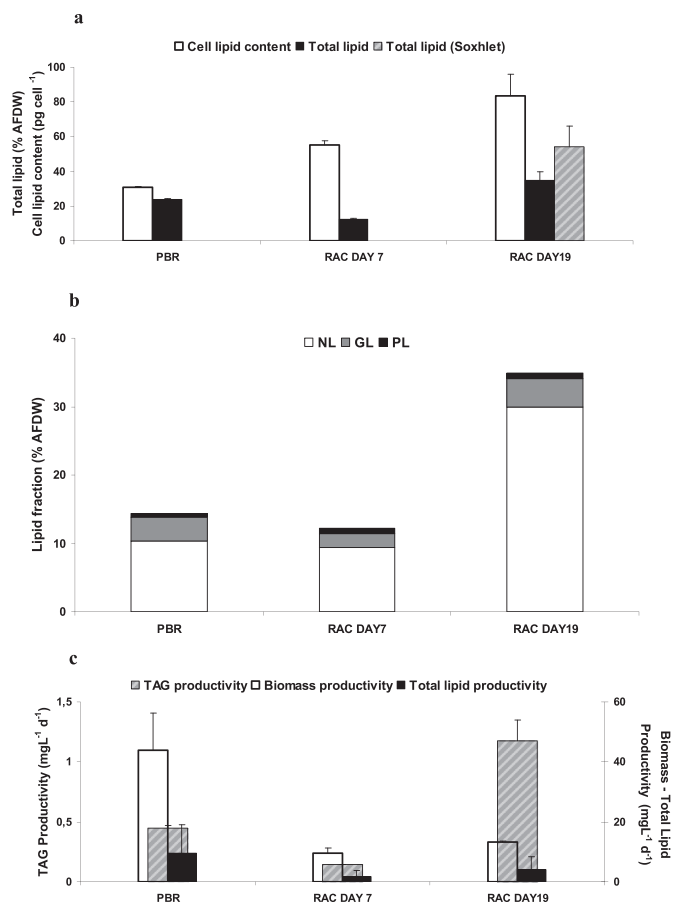 a
Cell lipid content Total lipid Total lipid (Soxhlet)
Total lipid (% AFDW)
Cell lipid content (pg cell -1)
100
80
60
40
20
0
PBR RAC DAY 7 RAC DAY19
b
NL GL PL
Lipid fraction (% AFDW)
40
30
20
10
0
PBR RAC DAY7 RAC DAY19
c
TAG productivity Biomass productivity Total lipid productivity
TAG Productivity (mgL-1 d-1)
1,5
1
0,5
0
60
40
20
0
Biomass - Total Lipid
Productivity (mgL-1 d-1)
PBR RAC DAY 7 RAC DAY19